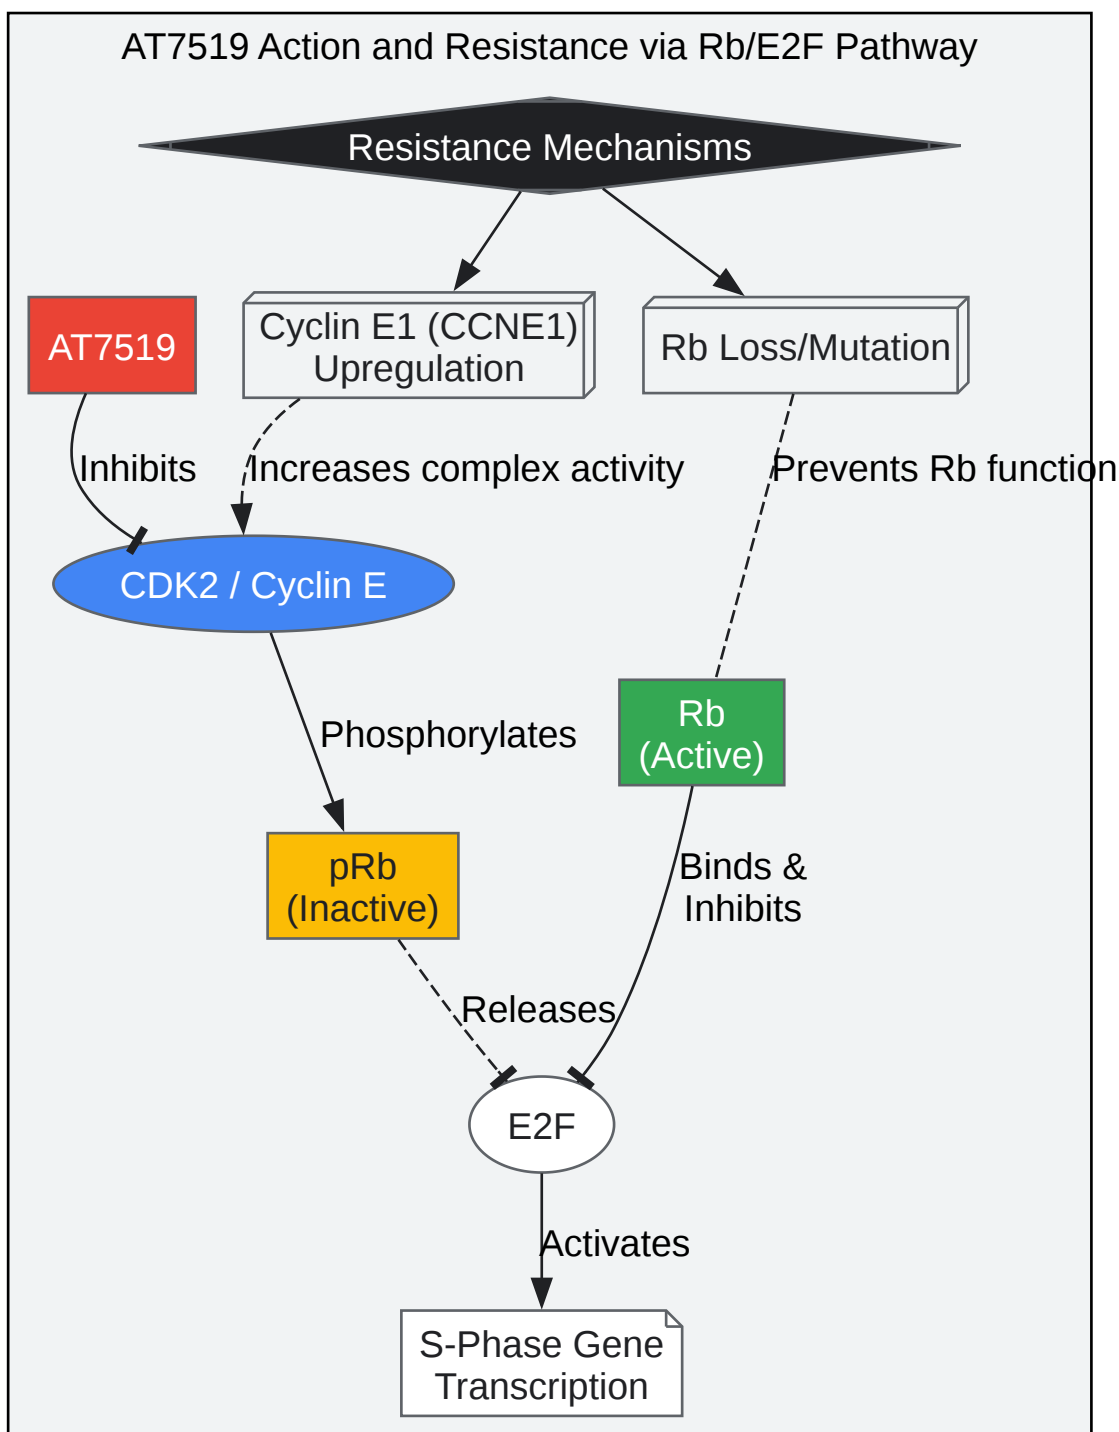 AT7519 Action and Resistance via Rb/E2F Pathway
Resistance Mechanisms
AT7519
Cyclin E1 (CCNE1)
Upregulation
Rb Loss/Mutation
Inhibits
Increases complex activity
Prevents Rb function
CDK2 / Cyclin E
Phosphorylates
Rb
(Active)
pRb
(Inactive)
Binds &
Inhibits
Releases
E2F
Activates
S-Phase Gene
Transcription